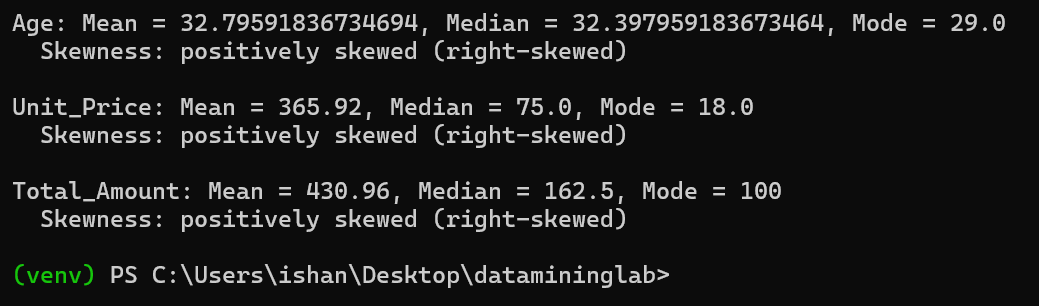 Age: Mean = 32.79591836734694, Median = 32.397959183673464, Mode = 29.0
  Skewness: positively skewed (right-skewed)
Unit_Price: Mean = 365.92, Median = 75.0, Mode = 18.0
  Skewness: positively skewed (right-skewed)
Total_Amount: Mean = 430.96, Median = 162.5, Mode = 100
  Skewness: positively skewed (right-skewed)
(venv) PS C:\Users\ishan\Desktop\datamininglab>